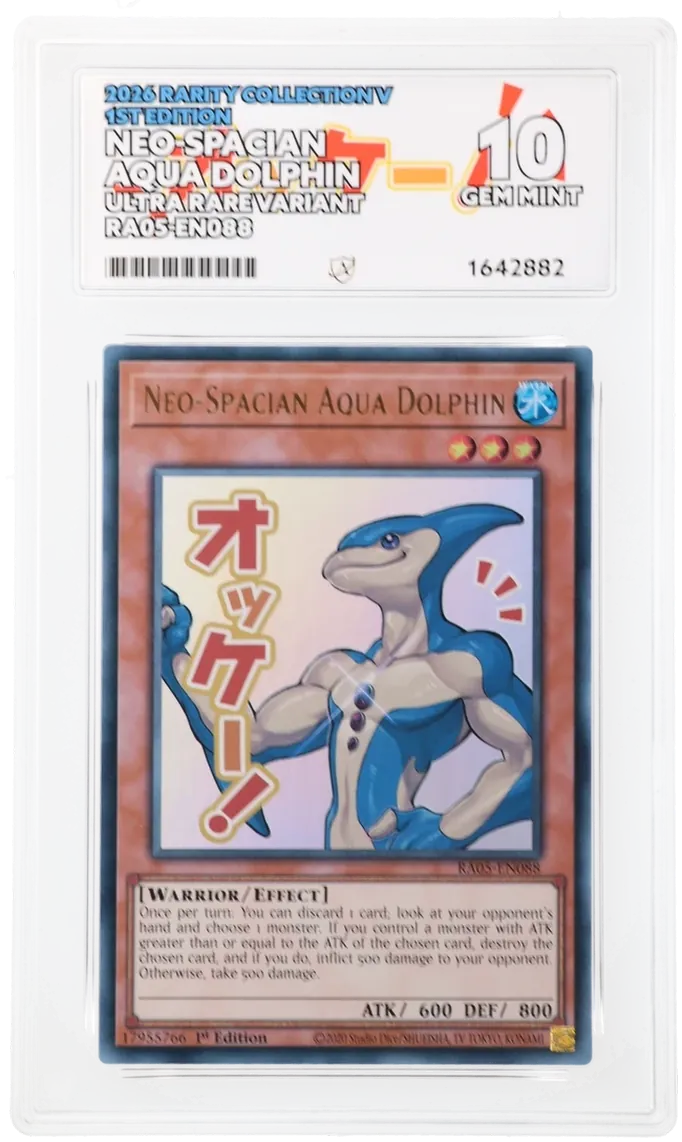 2026 RARITY COLLECTION V
1ST EDITION
NEO-SPACIAN
AQUA DOLPHIN
ULTRA RARE VARIANT
RA05-EN088
10
GEM MINT
1642882
NEO-SPACIAN AQUA DOLPHIN
WATER
水
オッケー!
RA05-EN088
[WARRIOR/EFFECT]
Once per turn: You can discard 1 card; look at your opponent's
hand and choose 1 monster. If you control a monster with ATK
greater than or equal to the ATK of the chosen card, destroy the
chosen card, and if you do, inflict 500 damage to your opponent.
Otherwise, take 500 damage.
ATK/ 600 DEF/ 800
17955766 1st Edition
©2020 Studio Dice/SHUEISHA, TV TOKYO, KONAMI